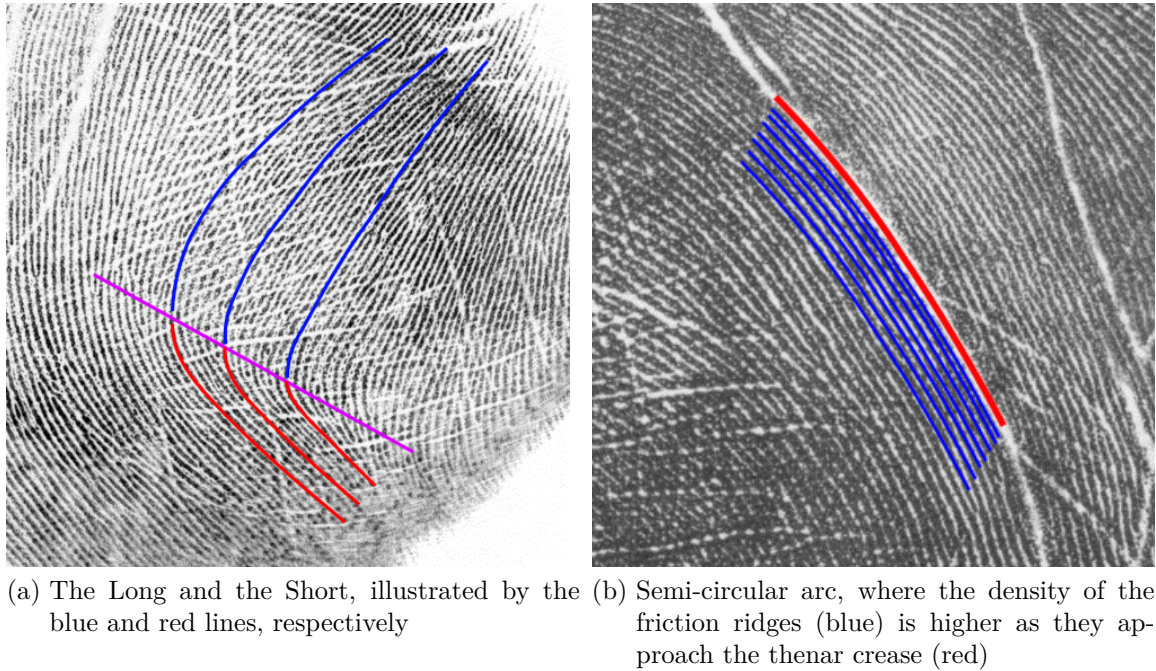 (a) The Long and the Short, illustrated by the
blue and red lines, respectively
(b) Semi-circular arc, where the density of the
friction ridges (blue) is higher as they ap-
proach the thenar crease (red)